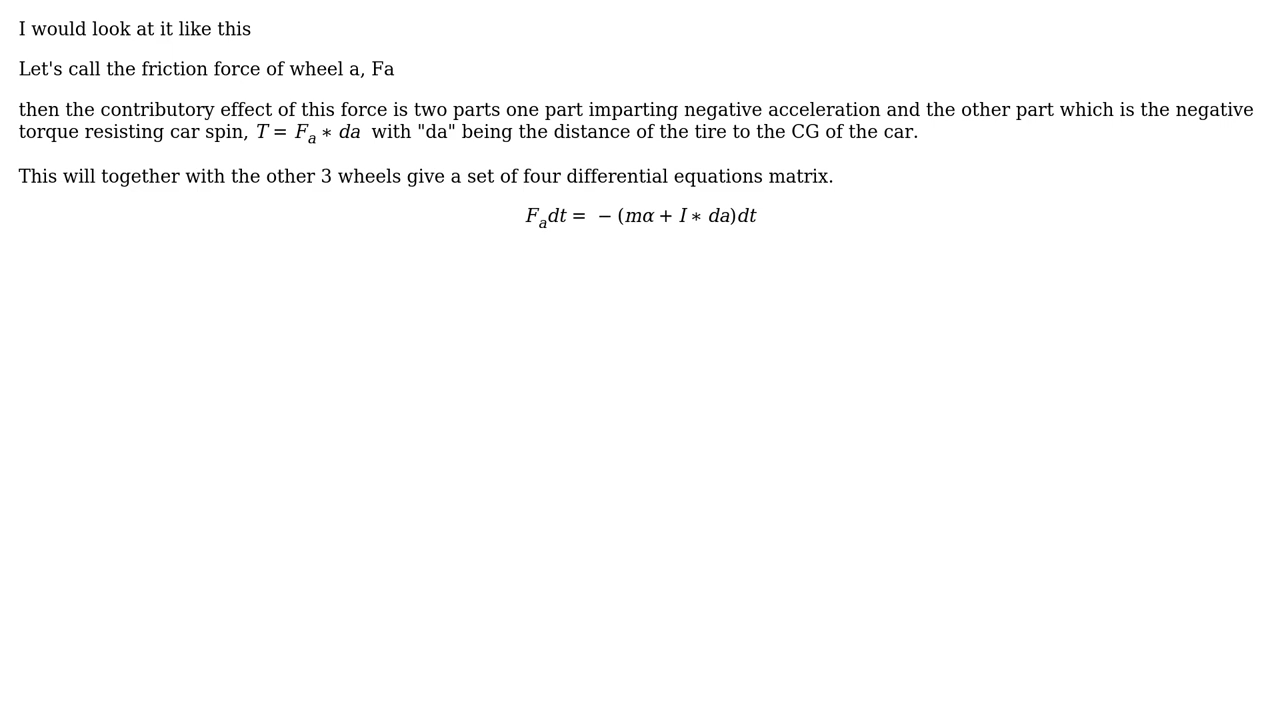 I would look at it like this
Let's call the friction force of wheel a, Fa
then the contributory effect of this force is two parts one part imparting negative acceleration and the other part which is the negative
torque resisting car spin, T = Fₐ ∗ da with "da" being the distance of the tire to the CG of the car.
This will together with the other 3 wheels give a set of four differential equations matrix.
Fₐdt = − (mα + I ∗ da)dt